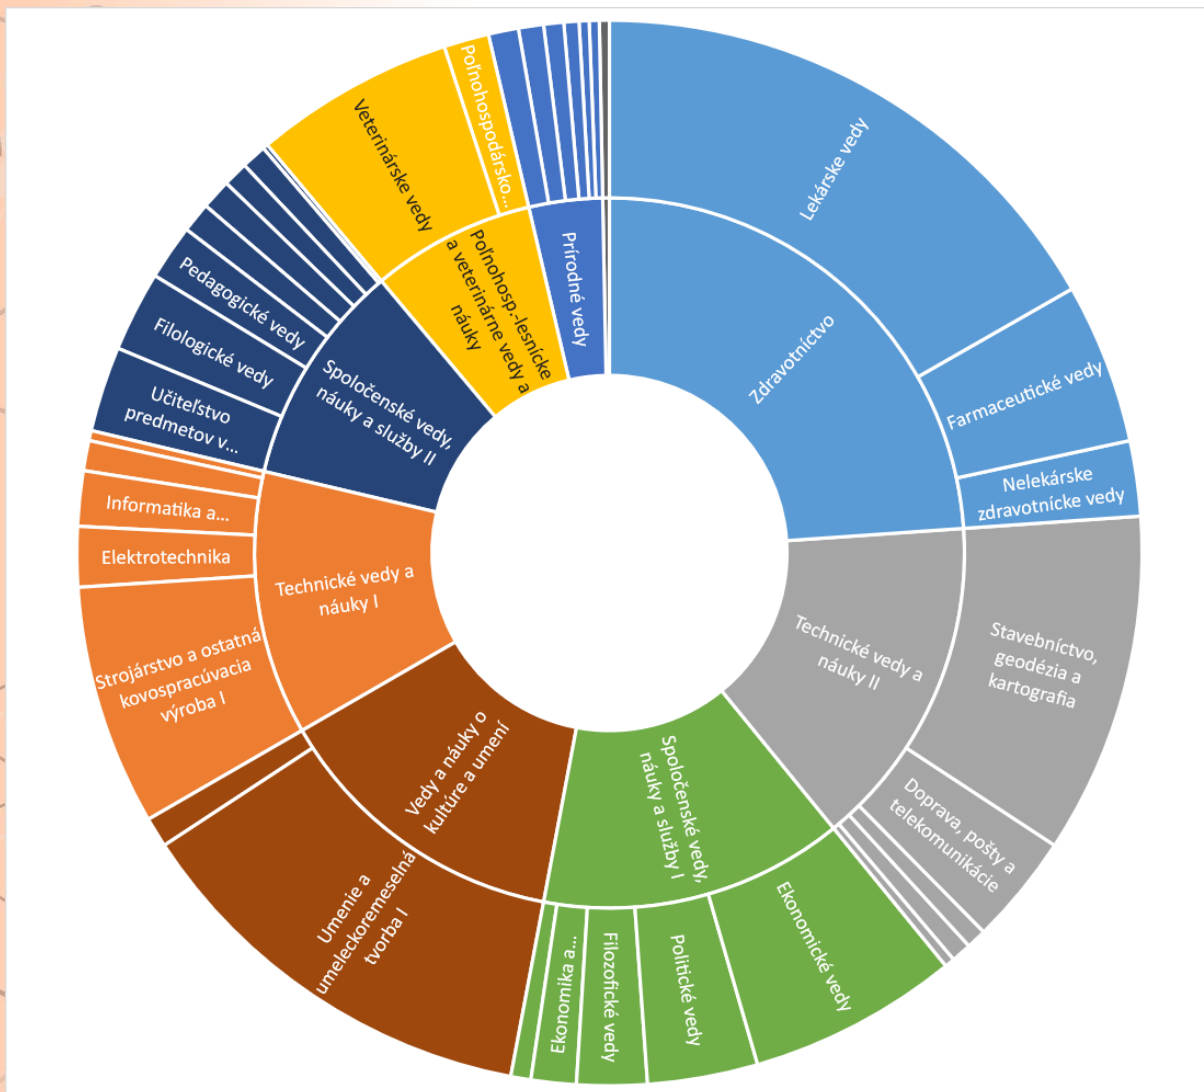 Lekárske vedy
Zdravotníctvo
Farmaceutické vedy
Nelekárske
zdravotnícke vedy
Technické vedy a
náuky II
Stavebníctvo,
geodézia a
kartografia
Doprava, pošty a
telekomunikácie
Spoločenské vedy,
náuky a služby I
Ekonomické vedy
Politické vedy
Filozofické vedy
Ekonomika a...
Vedy a náuky o
kultúre a umení
Umenie a
umeleckoremeselná
tvorba I
Technické vedy a
náuky I
Strojárstvo a ostatná
kovospracúvacia
výroba I
Elektrotechnika
Informatika a...
Spoločenské vedy,
náuky a služby II
Učiteľstvo
predmetov v...
Filologické vedy
Pedagogické vedy
Poľnohosp.-lesnícke
a veterinárne vedy a
náuky
Veterinárske vedy
Poľnohospodársko...
Prírodné vedy